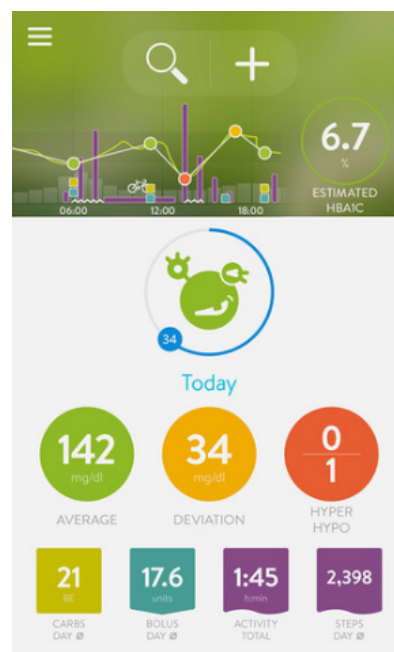 6.7
%
ESTIMATED
HBA1C
06:00 12:00 18:00
34
Today
142 34 0
mg/dl mg/dl 1
AVERAGE DEVIATION HYPER
HYPO
21 17.6 1:45 2,398
BE units h:min
CARBS BOLUS ACTIVITY STEPS
DAY Ø DAY Ø TOTAL DAY Ø